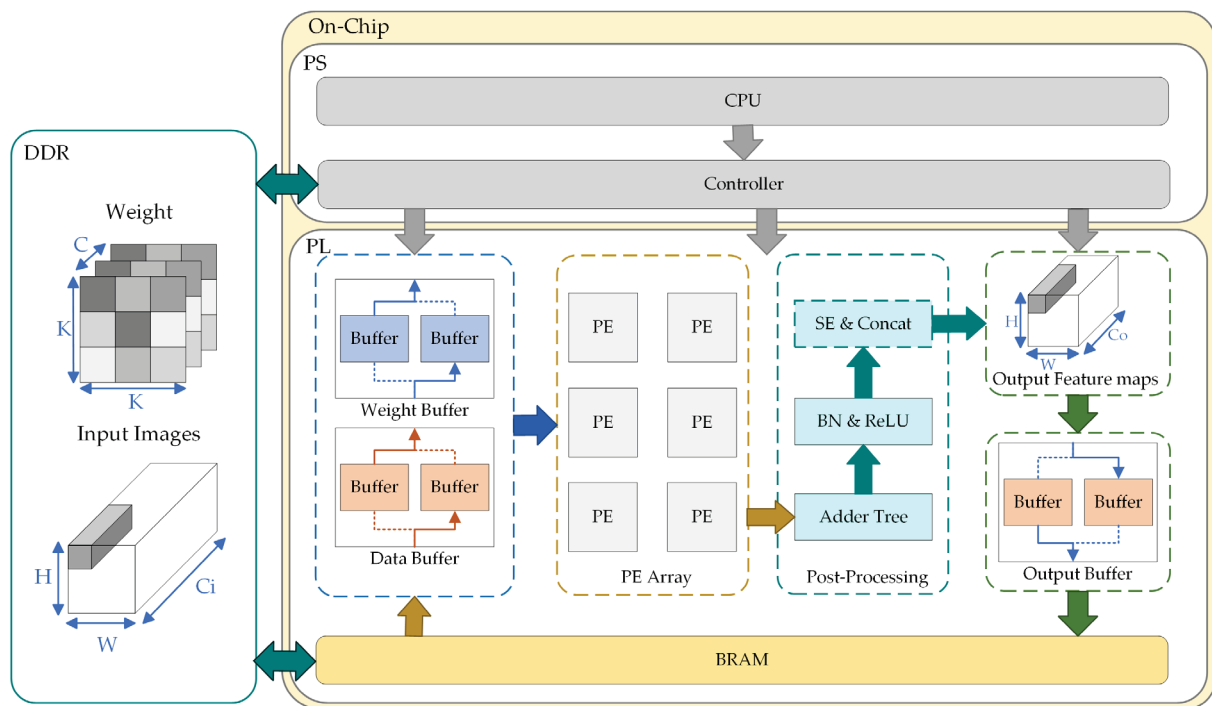 On-Chip
PS
CPU
Controller
DDR
Weight
C
K
K
Input Images
H
W
Ci
PL
Buffer
Buffer
Weight Buffer
Buffer
Buffer
Data Buffer
PE
PE
PE
PE
PE
PE
PE Array
SE & Concat
BN & ReLU
Adder Tree
Post-Processing
H
W
Co
Output Feature maps
Buffer
Buffer
Output Buffer
BRAM